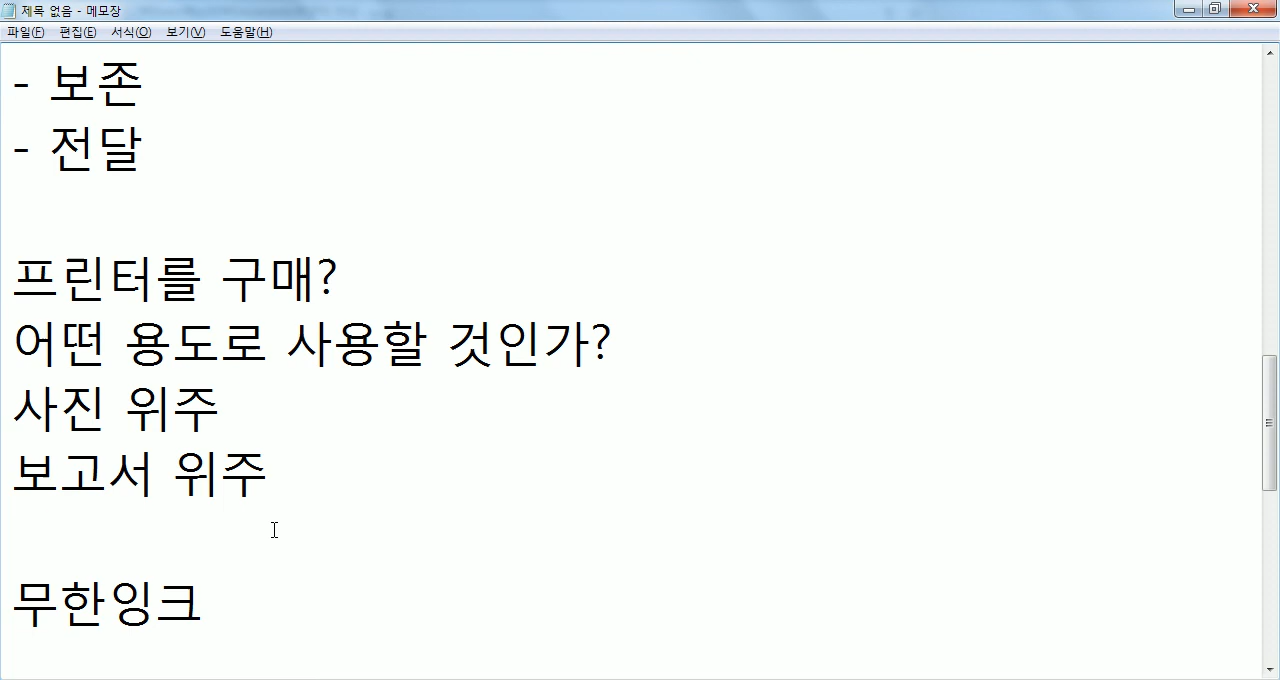 제목 없음 - 메모장
파일(F) 편집(E) 서식(O) 보기(V) 도움말(H)
- 보존
- 전달
프린터를 구매?
어떤 용도로 사용할 것인가?
사진 위주
보고서 위주
무한잉크